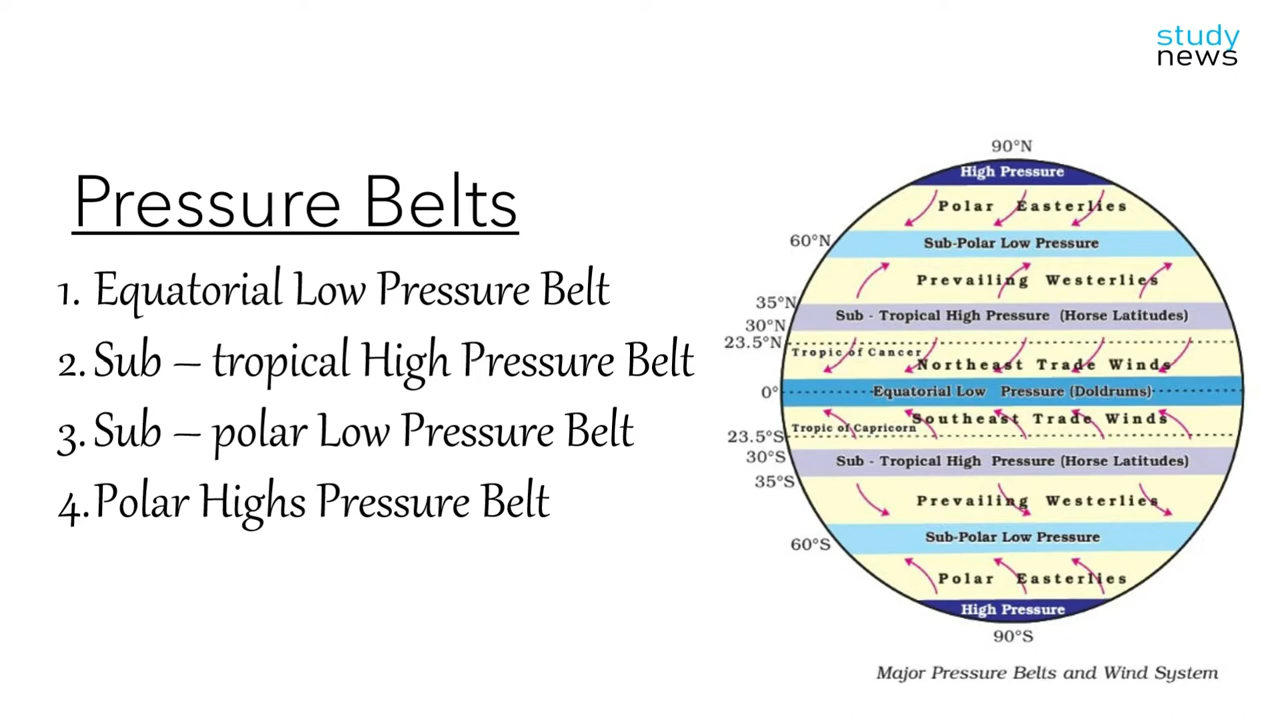 study
news
Pressure Belts
1. Equatorial Low Pressure Belt
2. Sub – tropical High Pressure Belt
3. Sub – polar Low Pressure Belt
4. Polar Highs Pressure Belt
90°N
High Pressure
Polar Easterlies
60°N
Sub-Polar Low Pressure
Prevailing Westerlies
35°N
Sub - Tropical High Pressure (Horse Latitudes)
30°N
23.5°N
Tropic of Cancer
Northeast Trade Winds
0°
Equatorial Low Pressure (Doldrums)
Southeast Trade Winds
Tropic of Capricorn
23.5°S
30°S
Sub - Tropical High Pressure (Horse Latitudes)
35°S
Prevailing Westerlies
60°S
Sub-Polar Low Pressure
Polar Easterlies
High Pressure
90°S
Major Pressure Belts and Wind System